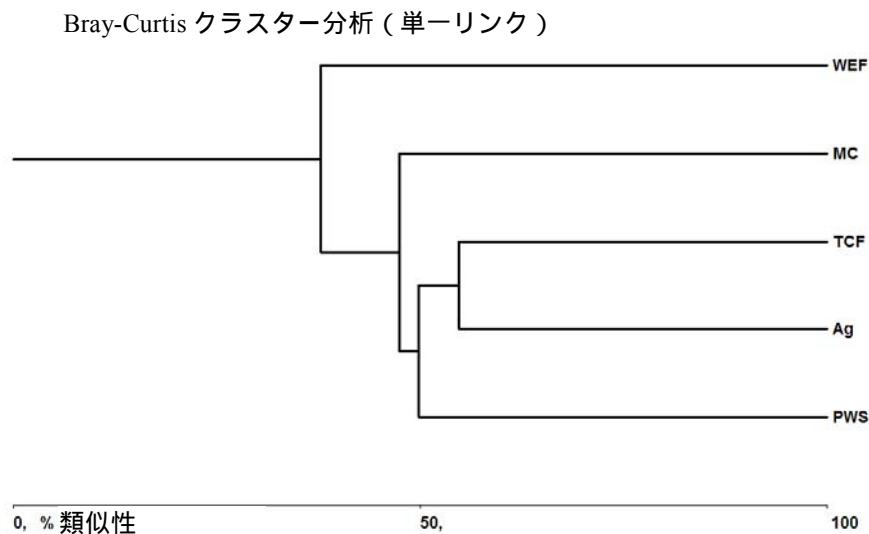 Bray-Curtis クラスター分析 ( 単一リンク )
WEF
MC
TCF
Ag
PWS
0, % 類似性 50, 100